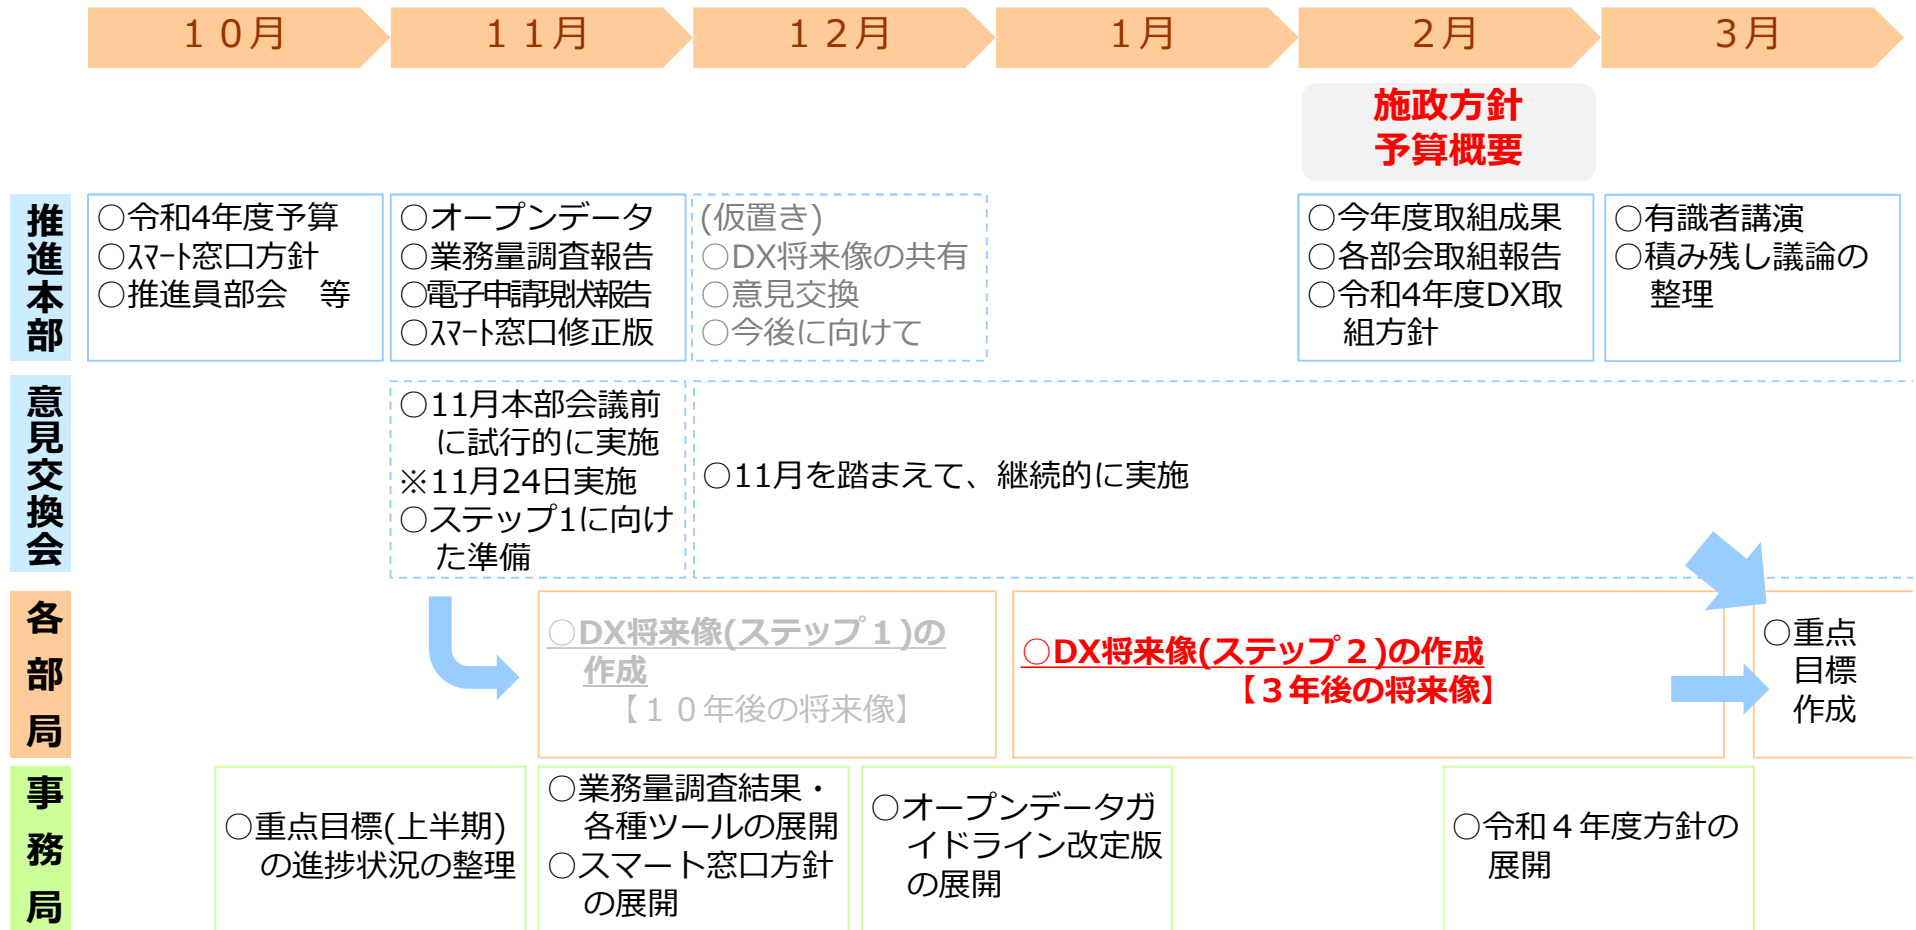 １０月
１１月
１２月
１月
２月
３月
施政方針
予算概要
推進本部
○令和4年度予算
○ｽﾏｰﾄ窓口方針
○推進員部会　等
○オープンデータ
○業務量調査報告
○電子申請現状報告
○ｽﾏｰﾄ窓口修正版
(仮置き)
○DX将来像の共有
○意見交換
○今後に向けて
○今年度取組成果
○各部会取組報告
○令和4年度DX取
組方針
○有識者講演
○積み残し議論の
整理
意見交換会
○11月本部会議前
に試行的に実施
※11月24日実施
○ステップ1に向け
た準備
○11月を踏まえて、継続的に実施
各部局
○DX将来像(ステップ１)の
作成
【１０年後の将来像】
○DX将来像(ステップ２)の作成
【３年後の将来像】
○重点
目標
作成
事務局
○重点目標(上半期)
の進捗状況の整理
○業務量調査結果・
各種ツールの展開
○スマート窓口方針
の展開
○オープンデータガ
イドライン改定版
の展開
○令和４年度方針の
展開